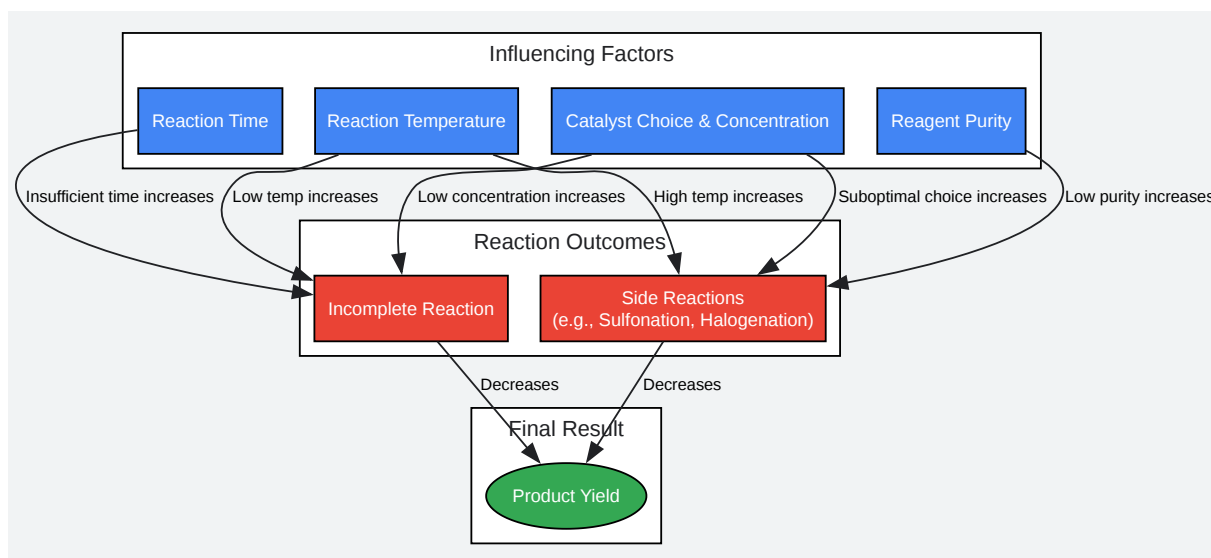 Influencing Factors
Reaction Time
Reaction Temperature
Catalyst Choice & Concentration
Reagent Purity
Insufficient time increases
Low temp increases
Low concentration increases
High temp increases
Suboptimal choice increases
Low purity increases
Reaction Outcomes
Incomplete Reaction
Side Reactions
(e.g., Sulfonation, Halogenation)
Decreases
Decreases
Final Result
Product Yield